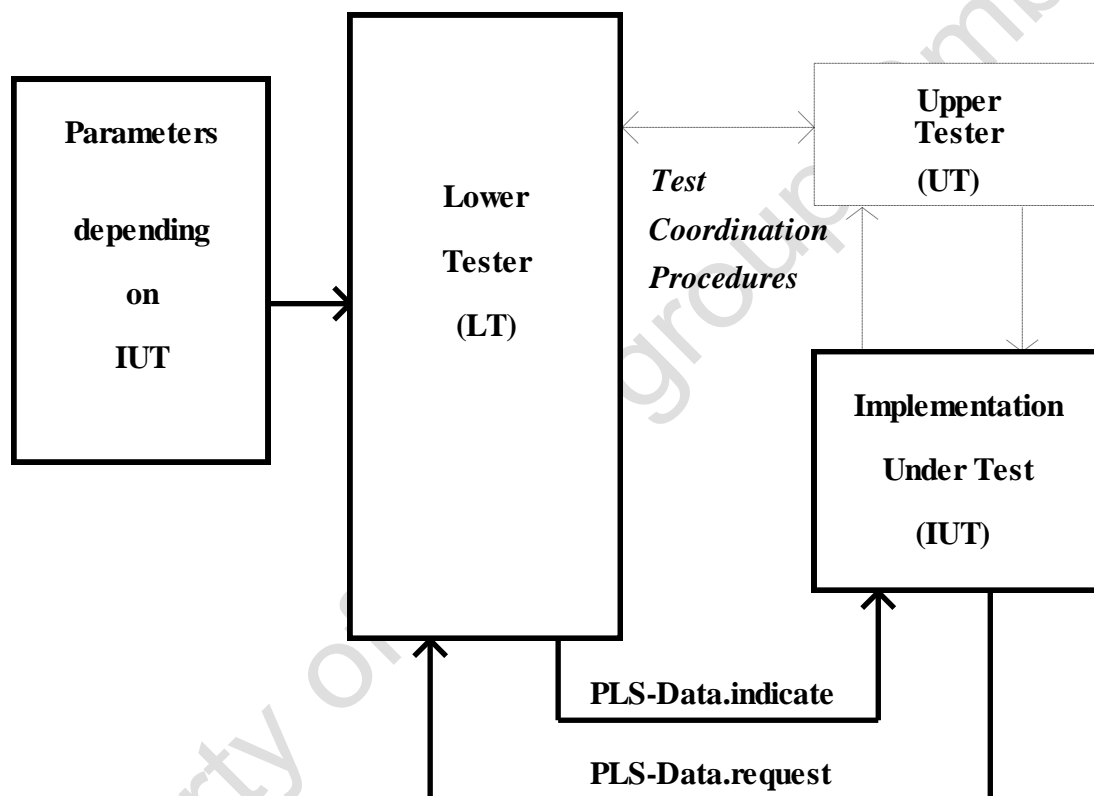 Parameters
depending
on
IUT
Lower
Tester
(LT)
Test
Coordination
Procedures
Upper
Tester
(UT)
Implementation
Under Test
(IUT)
PLS-Data.indicate
PLS-Data.request